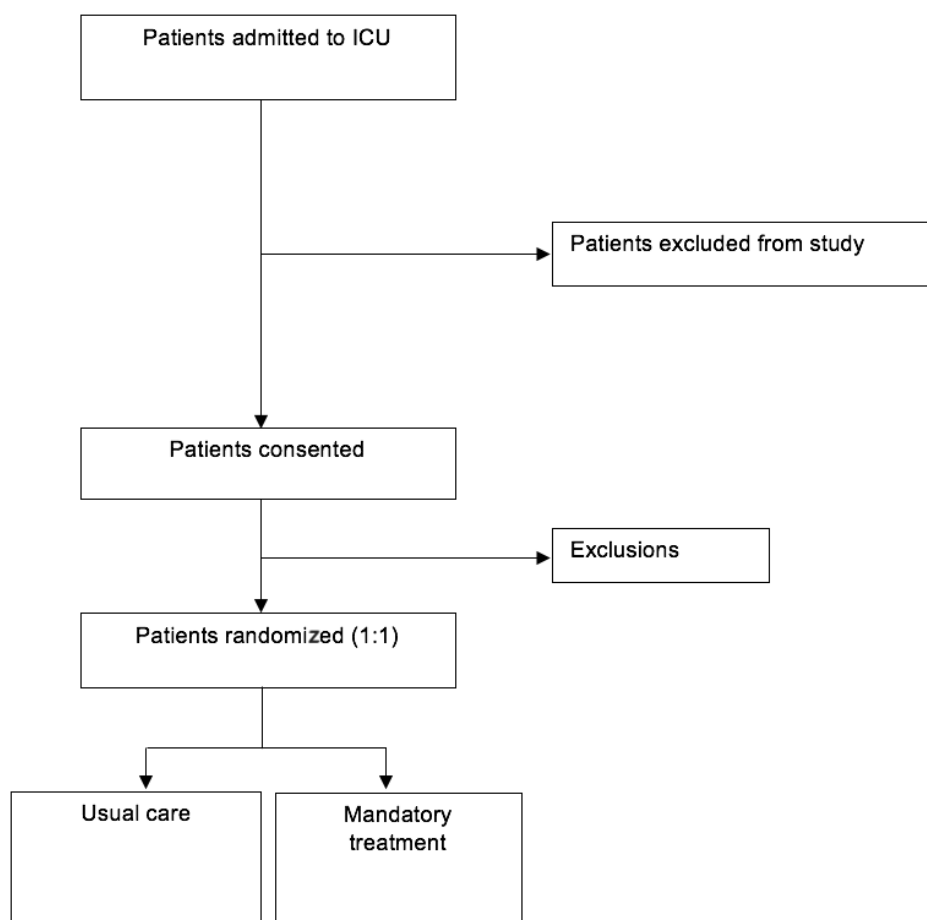 Patients admitted to ICU
Patients excluded from study
Patients consented
Exclusions
Patients randomized (1:1)
Usual care
Mandatory
treatment